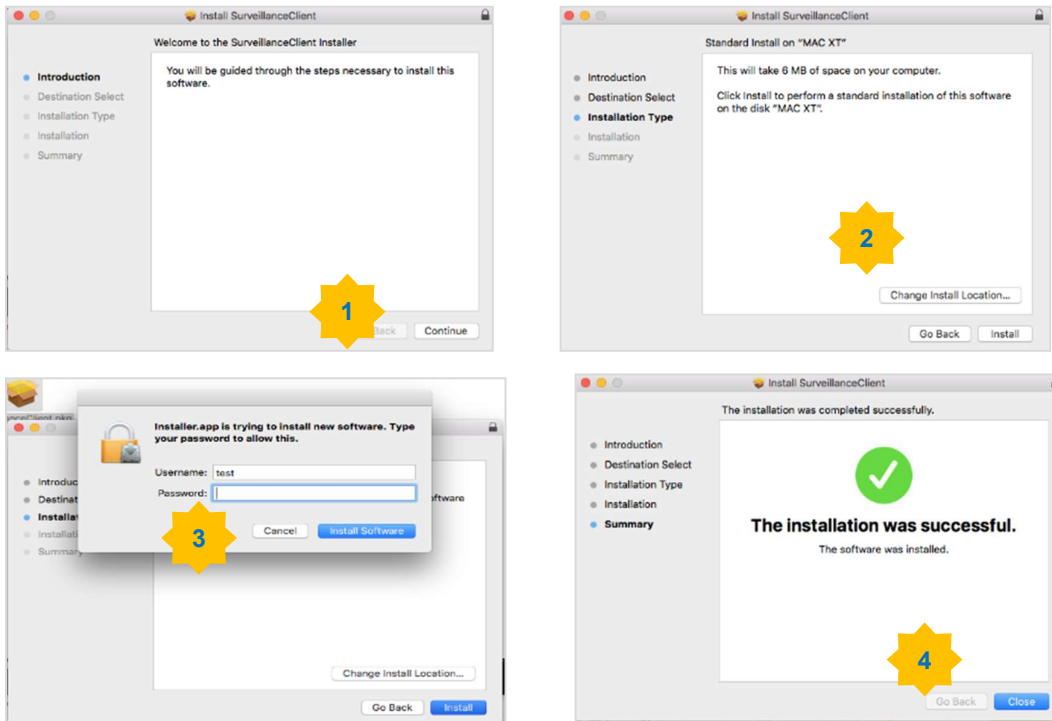 Install SurveillanceClient
Welcome to the SurveillanceClient Installer
Introduction
Destination Select
Installation Type
Installation
Summary
You will be guided through the steps necessary to install this
software.
1
Back
Continue
Install SurveillanceClient
Standard Install on "MAC XT"
Introduction
Destination Select
Installation Type
Installation
Summary
This will take 6 MB of space on your computer.
Click Install to perform a standard installation of this software
on the disk "MAC XT".
2
Change Install Location...
Go Back
Install
Installer.app is trying to install new software. Type
your password to allow this.
Username: test
Password:
Cancel
Install Software
3
Change Install Location...
Go Back
Install
Install SurveillanceClient
The installation was completed successfully.
Introduction
Destination Select
Installation Type
Installation
Summary
The installation was successful.
The software was installed.
4
Go Back
Close